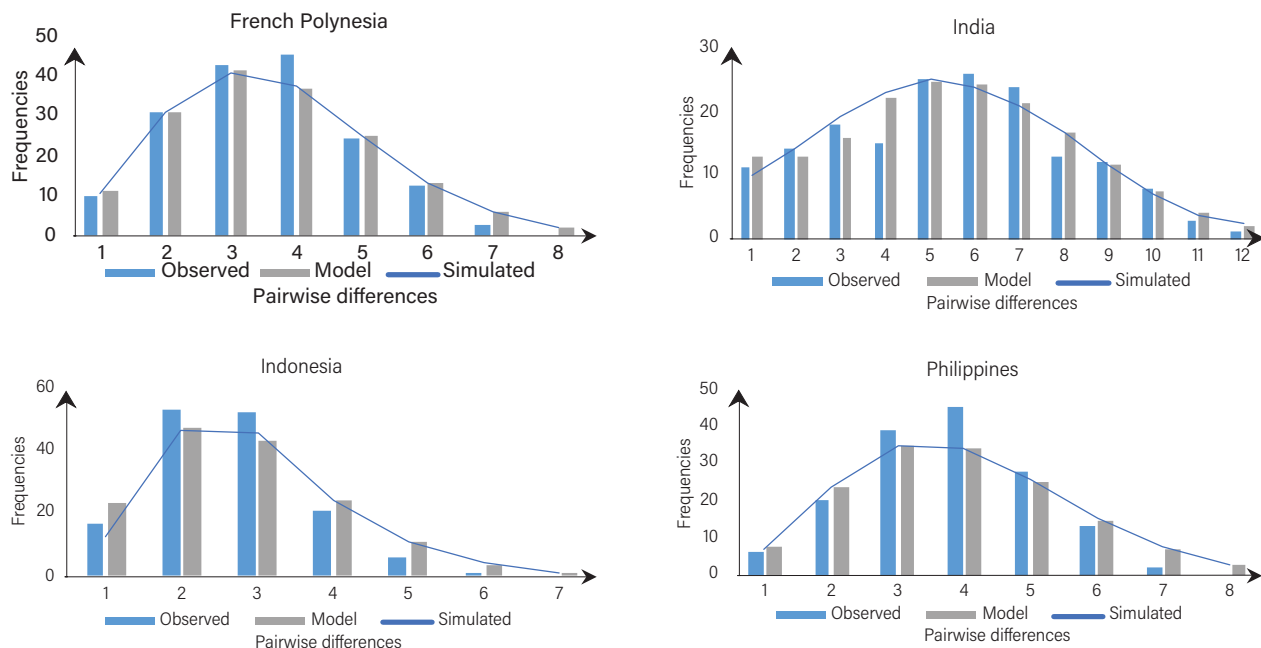 French Polynesia
50
40
30
20
10
0
Frequencies
1 2 3 4 5 6 7 8
Observed Model Simulated
Pairwise differences
India
30
20
10
0
Frequencies
1 2 3 4 5 6 7 8 9 10 11 12
Observed Model Simulated
Pairwise differences
Indonesia
60
40
20
0
Frequencies
1 2 3 4 5 6 7
Observed Model Simulated
Pairwise differences
Philippines
50
40
30
20
10
0
Frequencies
1 2 3 4 5 6 7 8
Observed Model Simulated
Pairwise differences